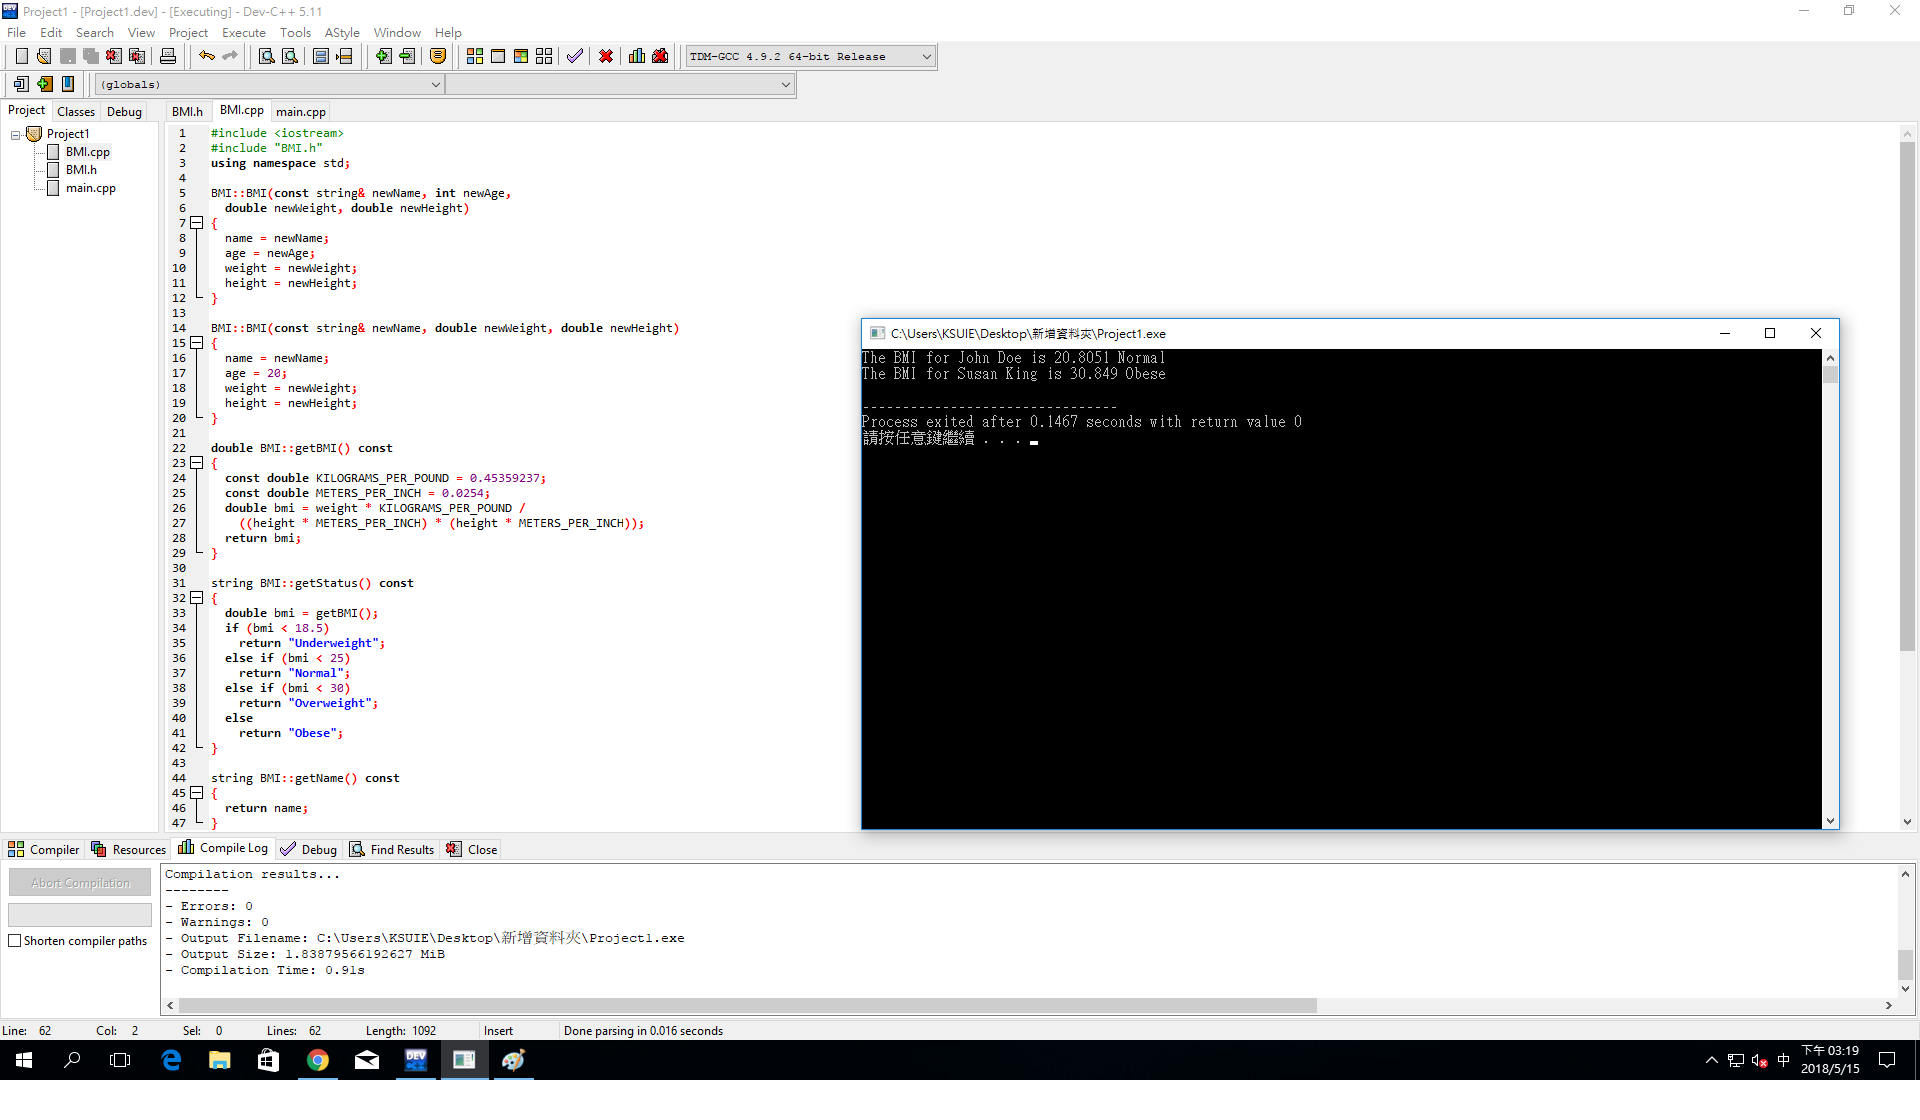 Project1 - [Project1.dev] - [Executing] - Dev-C++ 5.11
File Edit Search View Project Execute Tools AStyle Window Help
TDM-GCC 4.9.2 64-bit Release
(globals)
Project Classes Debug
BMI.h BMI.cpp main.cpp
Project1
BMI.cpp
BMI.h
main.cpp
1 #include <iostream>
2 #include "BMI.h"
3 using namespace std;
4
5 BMI::BMI(const string& newName, int newAge,
6 double newWeight, double newHeight)
7 {
8 name = newName;
9 age = newAge;
10 weight = newWeight;
11 height = newHeight;
12 }
13
14 BMI::BMI(const string& newName, double newWeight, double newHeight)
15 {
16 name = newName;
17 age = 20;
18 weight = newWeight;
19 height = newHeight;
20 }
21
22 double BMI::getBMI() const
23 {
24 const double KILOGRAMS_PER_POUND = 0.45359237;
25 const double METERS_PER_INCH = 0.0254;
26 double bmi = weight * KILOGRAMS_PER_POUND /
27 ((height * METERS_PER_INCH) * (height * METERS_PER_INCH));
28 return bmi;
29 }
30
31 string BMI::getStatus() const
32 {
33 double bmi = getBMI();
34 if (bmi < 18.5)
35 return "Underweight";
36 else if (bmi < 25)
37 return "Normal";
38 else if (bmi < 30)
39 return "Overweight";
40 else
41 return "Obese";
42 }
43
44 string BMI::getName() const
45 {
46 return name;
47 }
C:\Users\KSUIE\Desktop\新增資料夾\Project1.exe
The BMI for John Doe is 20.8051 Normal
The BMI for Susan King is 30.849 Obese
--------------------------------
Process exited after 0.1467 seconds with return value 0
請按任意鍵繼續 . . .
Compiler Resources Compile Log Debug Find Results Close
Abort Compilation
Shorten compiler paths
Compilation results...
--------
- Errors: 0
- Warnings: 0
- Output Filename: C:\Users\KSUIE\Desktop\新增資料夾\Project1.exe
- Output Size: 1.83879566192627 MiB
- Compilation Time: 0.91s
Line: 62 Col: 2 Sel: 0 Lines: 62 Length: 1092 Insert Done parsing in 0.016 seconds
DEV
中
下午 03:19
2018/5/15